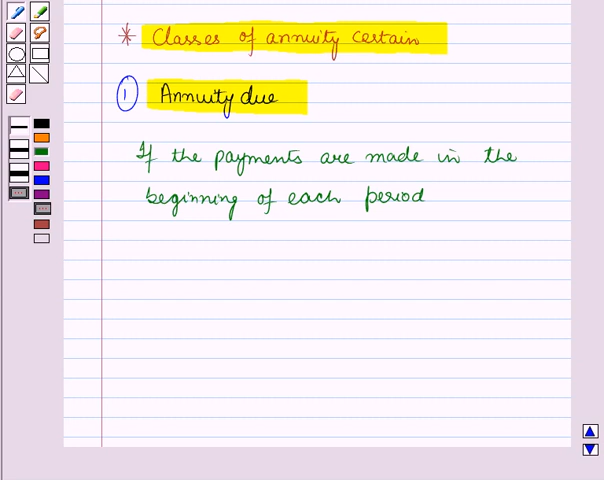 * Classes of annuity certain
① Annuity due
If the payments are made in the
beginning of each period